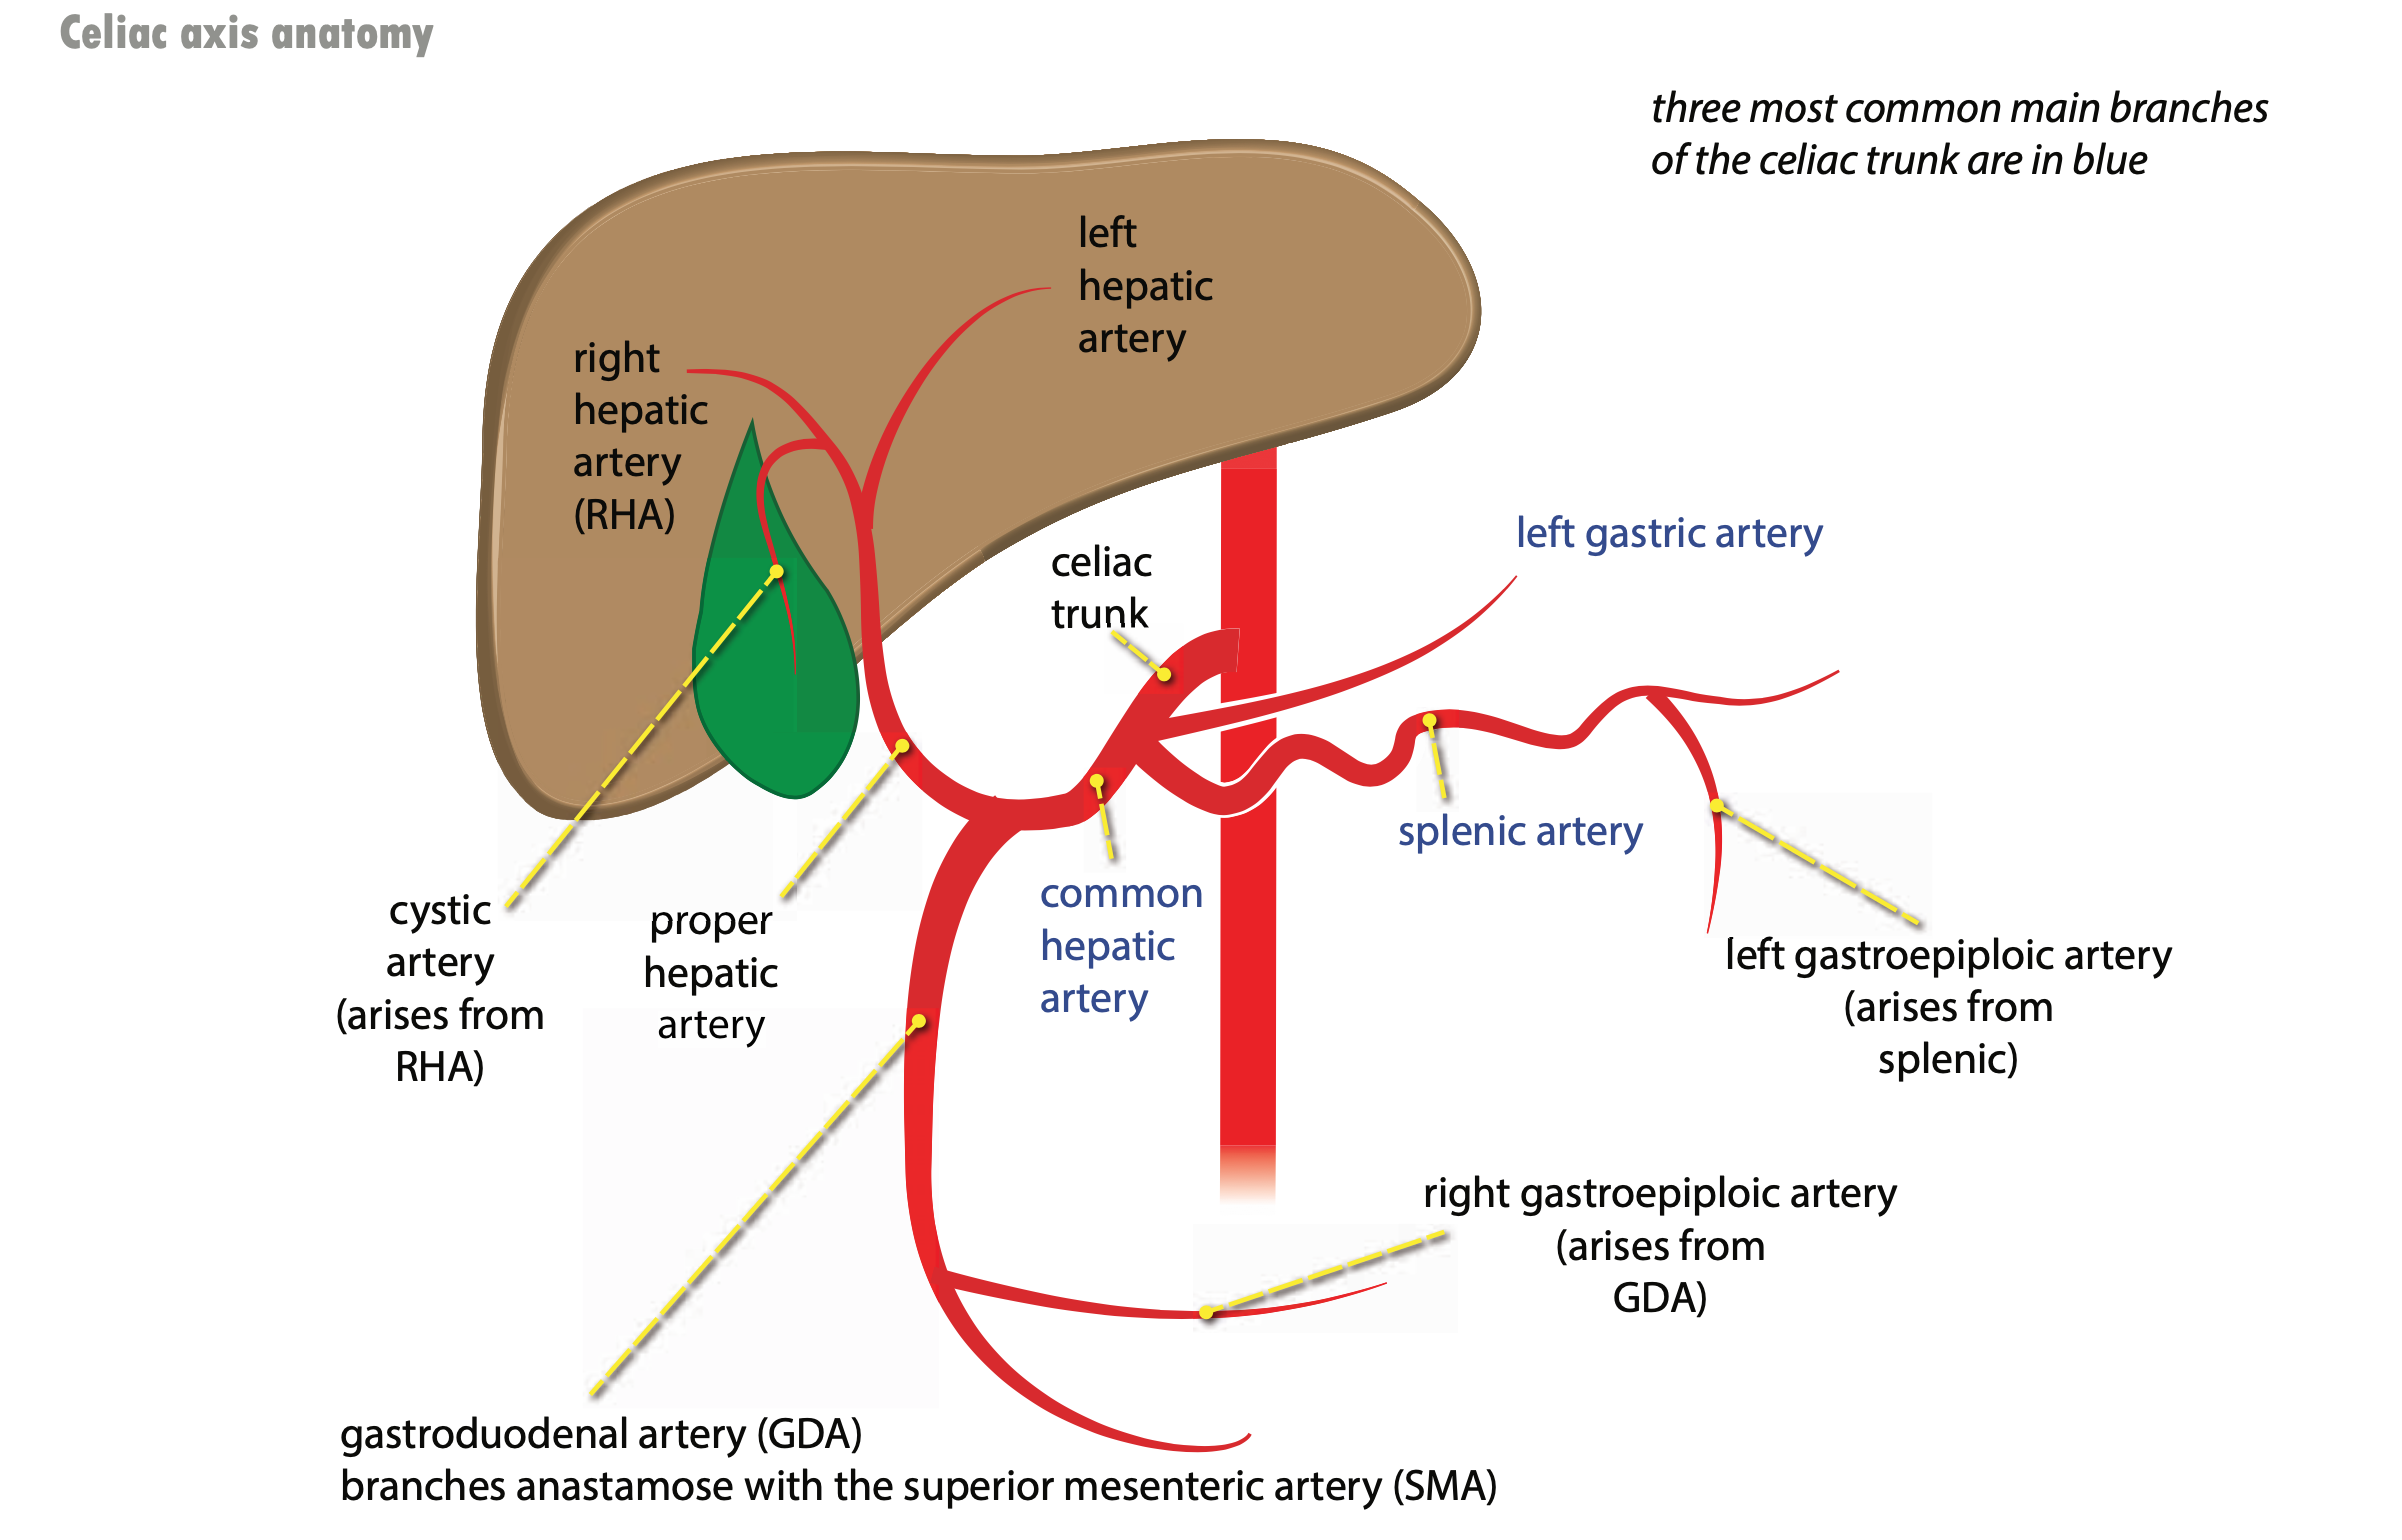 Celiac axis anatomy
three most common main branches
of the celiac trunk are in blue
left
hepatic
artery
right
hepatic
artery
(RHA)
left gastric artery
celiac
trunk
splenic artery
common
hepatic
artery
cystic
artery
(arises from
RHA)
proper
hepatic
artery
left gastroepiploic artery
(arises from
splenic)
right gastroepiploic artery
(arises from
GDA)
gastroduodenal artery (GDA)
branches anastamose with the superior mesenteric artery (SMA)